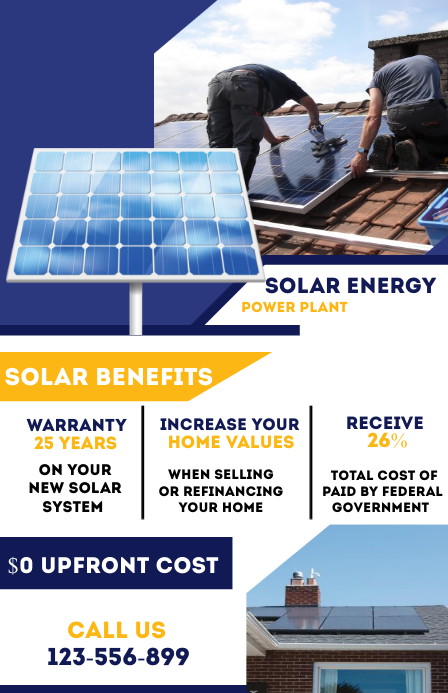 SOLAR ENERGY
POWER PLANT
SOLAR BENEFITS
WARRANTY
25 YEARS
ON YOUR
NEW SOLAR
SYSTEM
INCREASE YOUR
HOME VALUES
WHEN SELLING
OR REFINANCING
YOUR HOME
RECEIVE
26%
TOTAL COST OF
PAID BY FEDERAL
GOVERNMENT
$0 UPFRONT COST
CALL US
123-556-899